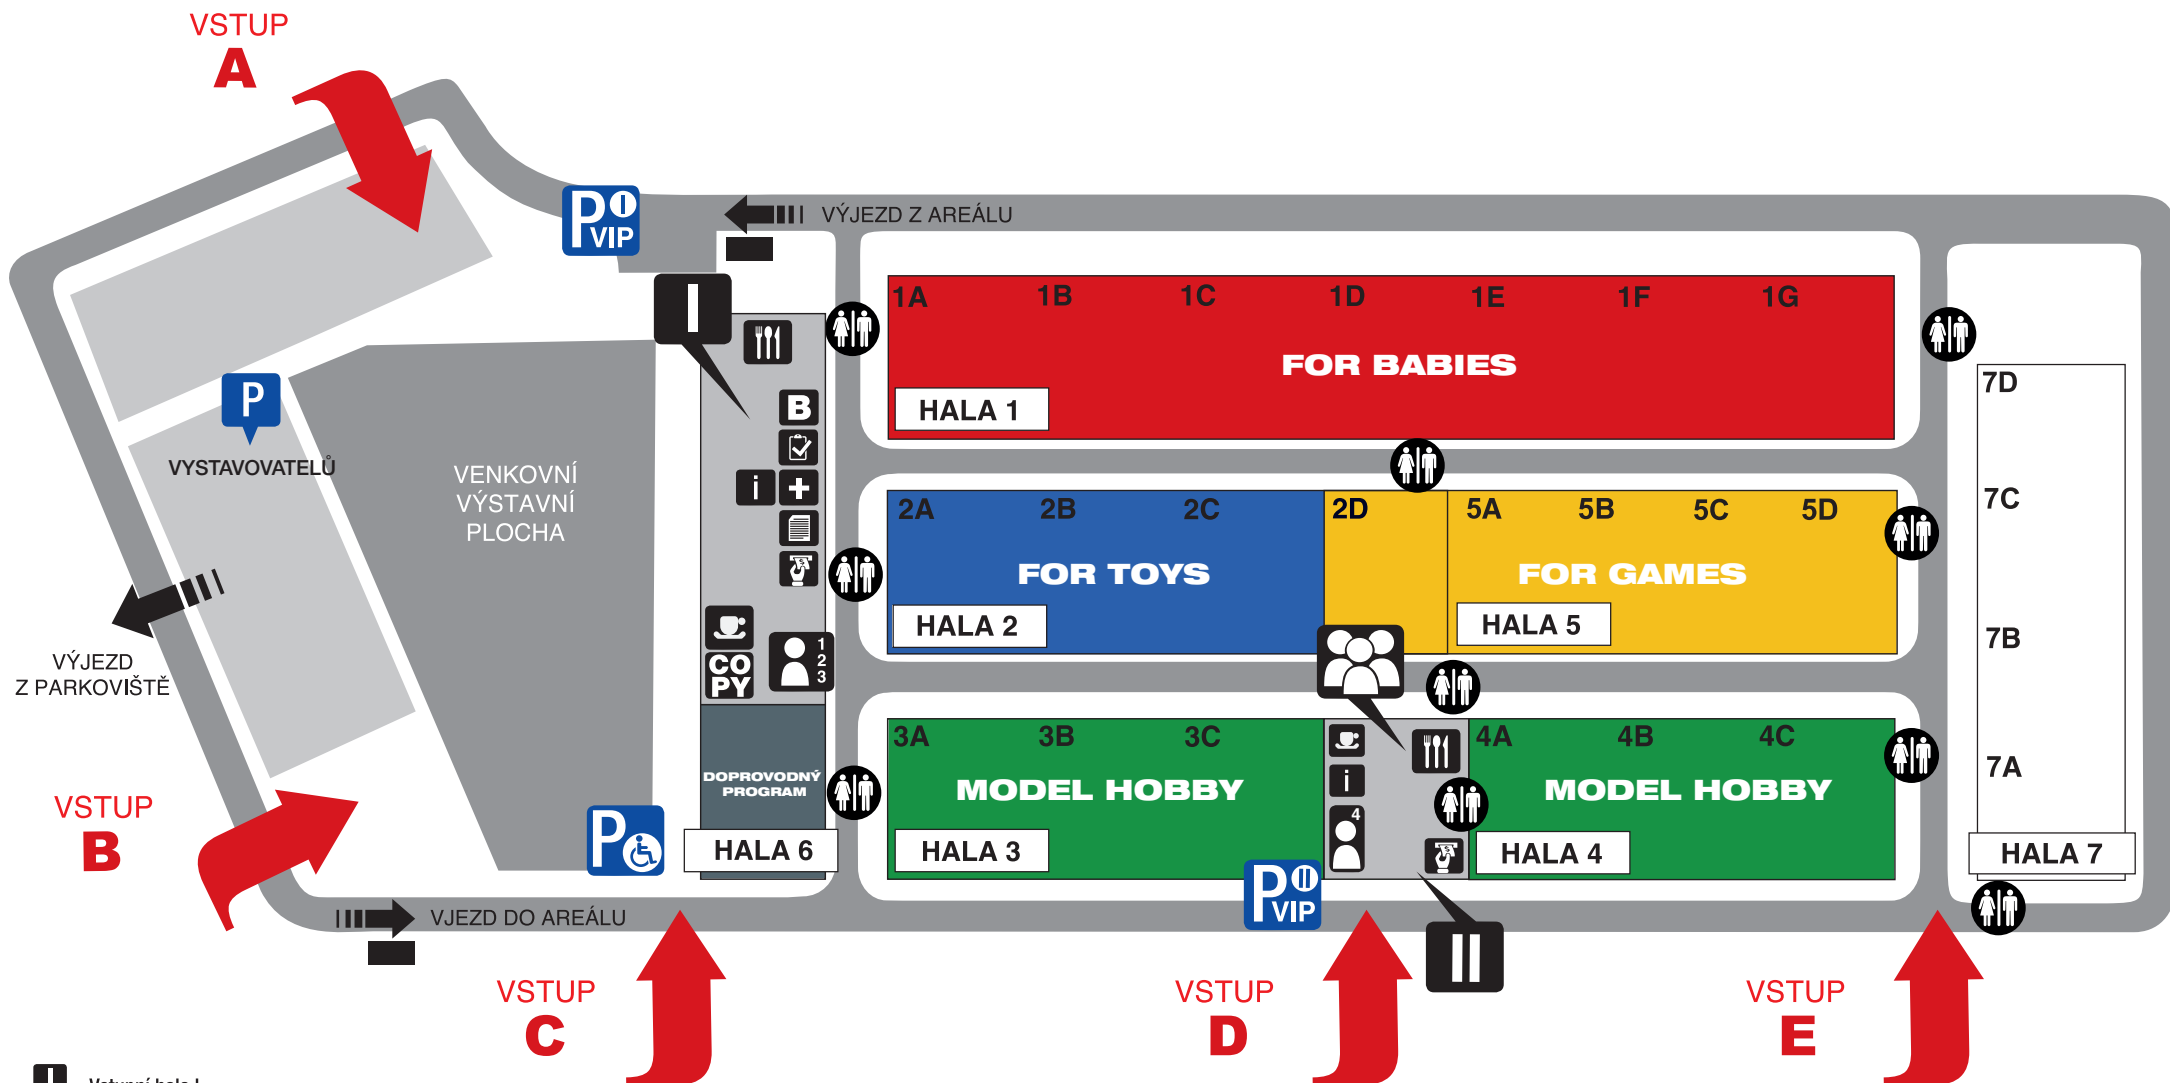 VSTUP
A
P I
VIP
VÝJEZD Z AREÁLU
I
1A 1B 1C 1D 1E 1F 1G
FOR BABIES
HALA 1
7D
P
VYSTAVOVATELŮ
VENKOVNÍ
VÝSTAVNÍ
PLOCHA
B
i
2A 2B 2C 2D 5A 5B 5C 5D
7C
FOR TOYS
FOR GAMES
HALA 2
HALA 5
VÝJEZD
Z PARKOVIŠTĚ
CO
PY
1
2
3
7B
3A 3B 3C 4A 4B 4C
7A
DOPROVODNÝ
PROGRAM
MODEL HOBBY
i
4
MODEL HOBBY
VSTUP
B
P
HALA 6
HALA 3
HALA 4
HALA 7
P II
VIP
VJEZD DO AREÁLU
II
VSTUP
C
VSTUP
D
VSTUP
E
I